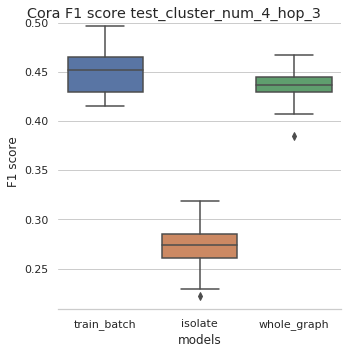 Cora F1 score test_cluster_num_4_hop_3
0.50
0.45
0.40
0.35
0.30
0.25
F1 score
train_batch
isolate
whole_graph
models